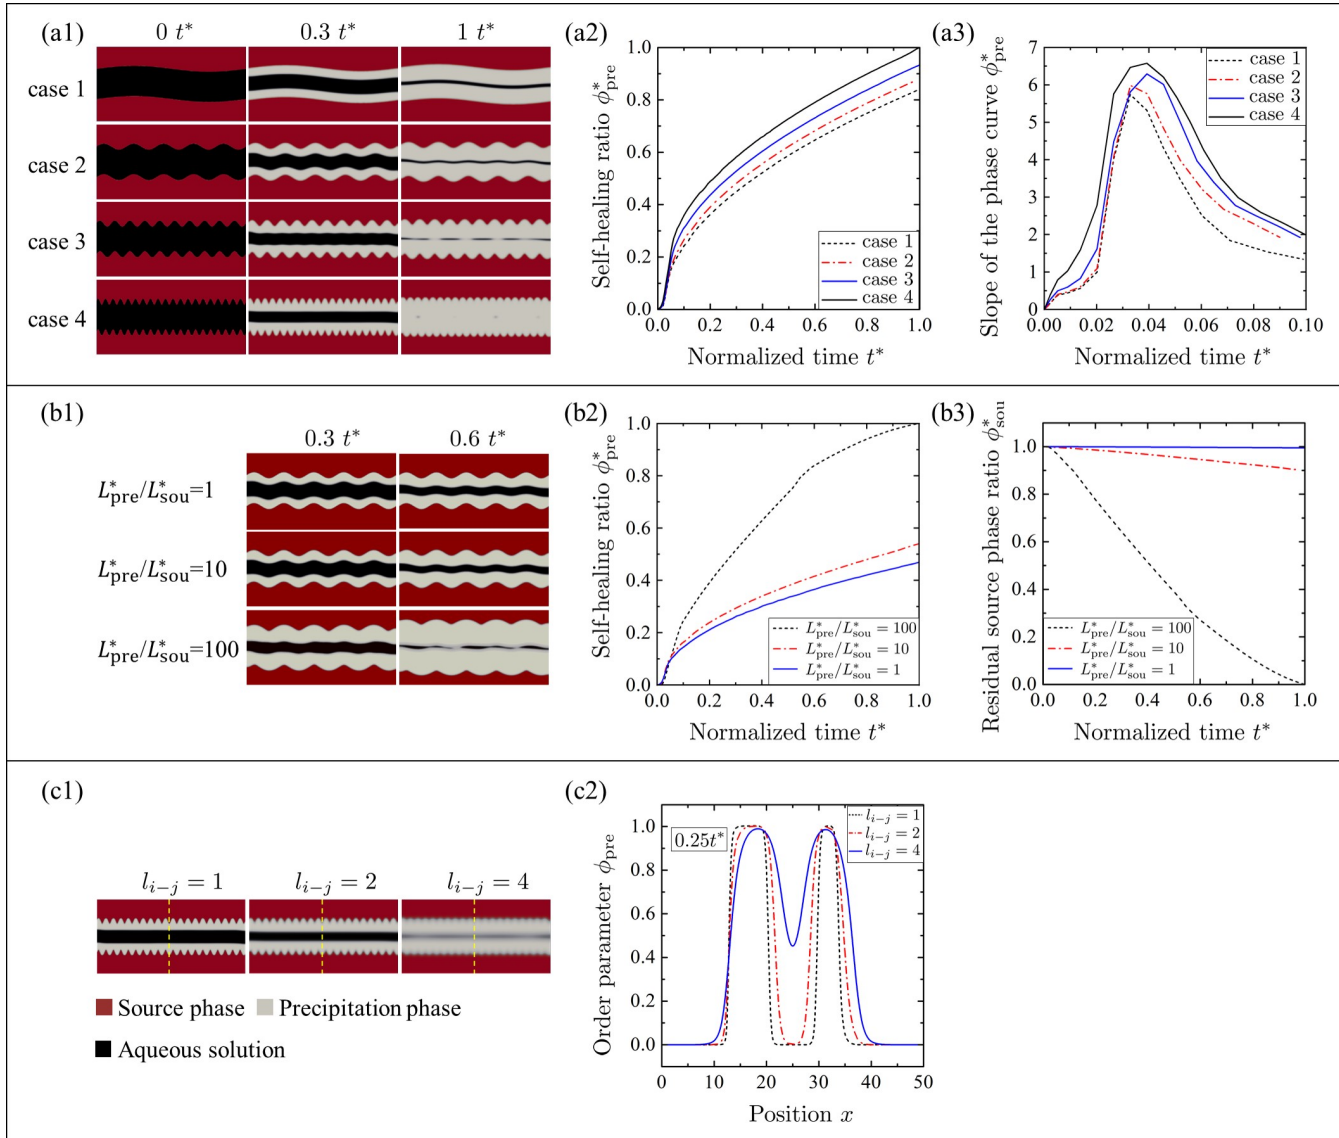 (a1)
0 t* 0.3 t* 1 t*
case 1
case 2
case 3
case 4
(a2)
Self-healing ratio ϕ*pre
1.0
0.8
0.6
0.4
0.2
0.0
case 1
case 2
case 3
case 4
0.0 0.2 0.4 0.6 0.8 1.0
Normalized time t*
(a3)
Slope of the phase curve ϕ*pre
7
6
5
4
3
2
1
0
case 1
case 2
case 3
case 4
0.00 0.02 0.04 0.06 0.08 0.10
Normalized time t*
(b1)
0.3 t* 0.6 t*
L*pre/L*sou=1
L*pre/L*sou=10
L*pre/L*sou=100
(b2)
Self-healing ratio ϕ*pre
1.0
0.8
0.6
0.4
0.2
0.0
L*pre/L*sou = 100
L*pre/L*sou = 10
L*pre/L*sou = 1
0.0 0.2 0.4 0.6 0.8 1.0
Normalized time t*
(b3)
Residual source phase ratio ϕ*sou
1.0
0.8
0.6
0.4
0.2
0.0
L*pre/L*sou = 100
L*pre/L*sou = 10
L*pre/L*sou = 1
0.0 0.2 0.4 0.6 0.8 1.0
Normalized time t*
(c1)
li−j = 1 li−j = 2 li−j = 4
Source phase Precipitation phase
Aqueous solution
(c2)
Order parameter ϕpre
1.0
0.8
0.6
0.4
0.2
0.0
0.25t*
li−j = 1
li−j = 2
li−j = 4
0 10 20 30 40 50
Position x